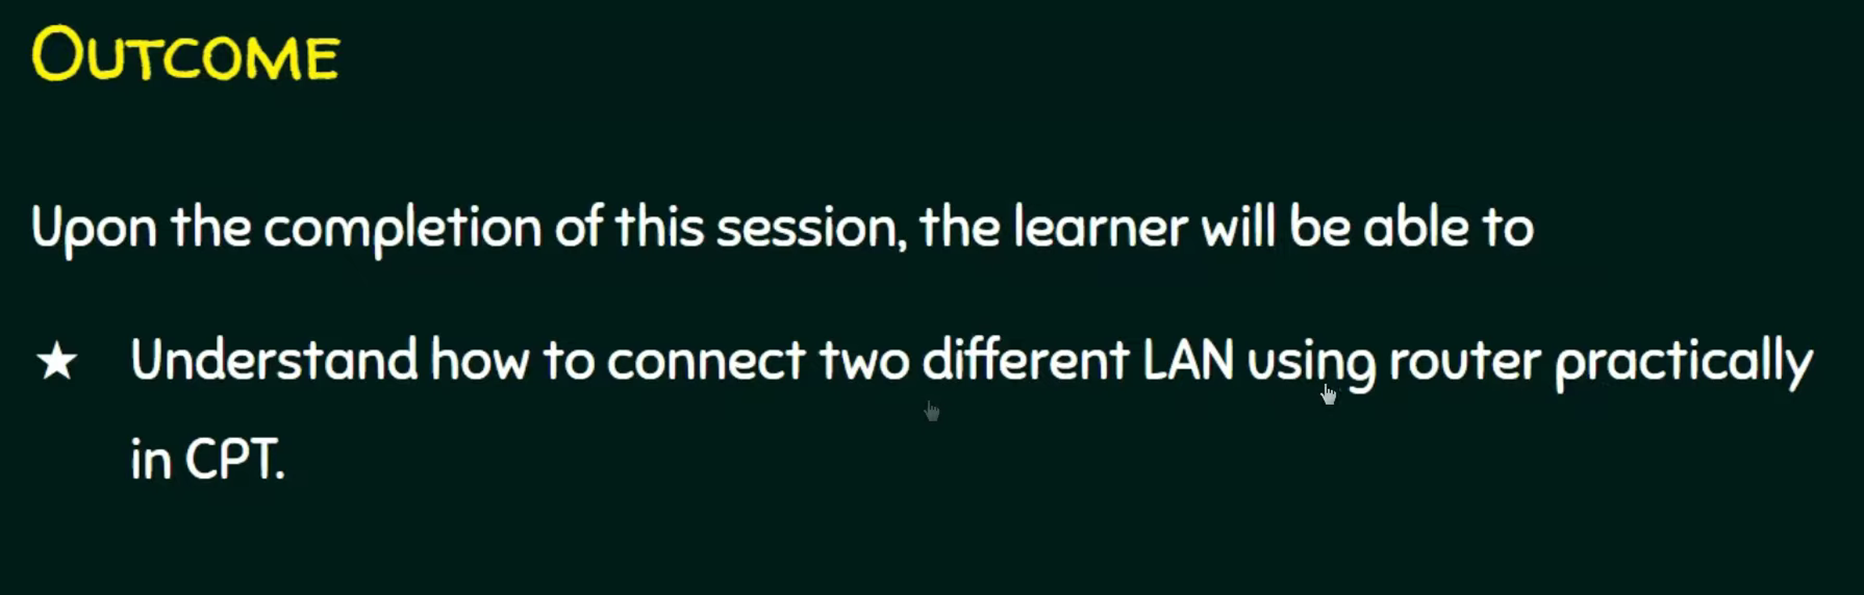 OUTCOME
Upon the completion of this session, the learner will be able to
★ Understand how to connect two different LAN using router practically
in CPT.